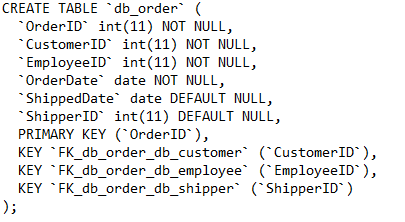 CREATE TABLE `db_order` (
  `OrderID` int(11) NOT NULL,
  `CustomerID` int(11) NOT NULL,
  `EmployeeID` int(11) NOT NULL,
  `OrderDate` date NOT NULL,
  `ShippedDate` date DEFAULT NULL,
  `ShipperID` int(11) DEFAULT NULL,
  PRIMARY KEY (`OrderID`),
  KEY `FK_db_order_db_customer` (`CustomerID`),
  KEY `FK_db_order_db_employee` (`EmployeeID`),
  KEY `FK_db_order_db_shipper` (`ShipperID`)
);